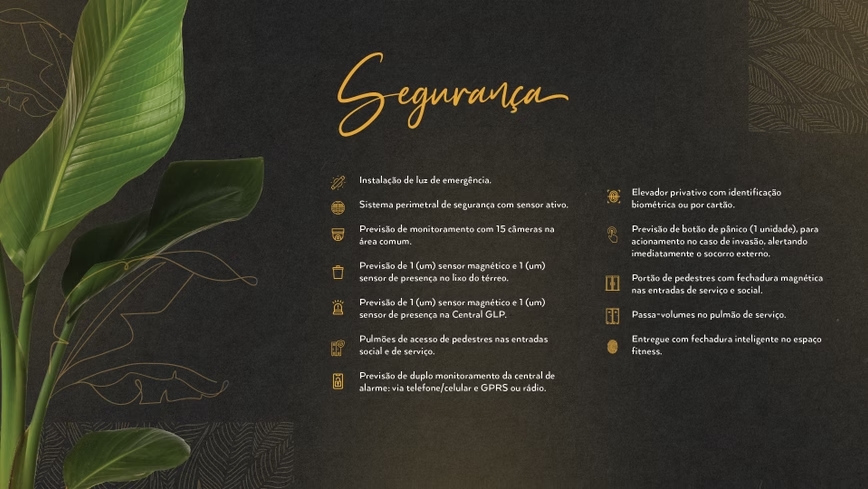 Segurança
Instalação de luz de emergência.
Sistema perimetral de segurança com sensor ativo.
Previsão de monitoramento com 15 câmeras na
área comum.
Previsão de 1 (um) sensor magnético e 1 (um)
sensor de presença no lixo do térreo.
Previsão de 1 (um) sensor magnético e 1 (um)
sensor de presença na Central GLP.
Pulmões de acesso de pedestres nas entradas
social e de serviço.
Previsão de duplo monitoramento da central de
alarme: via telefone/celular e GPRS ou rádio.
Elevador privativo com identificação
biométrica ou por cartão.
Previsão de botão de pânico (1 unidade), para
acionamento no caso de invasão, alertando
imediatamente o socorro externo.
Portão de pedestres com fechadura magnética
nas entradas de serviço e social.
Passa-volumes no pulmão de serviço.
Entregue com fechadura inteligente no espaço
fitness.